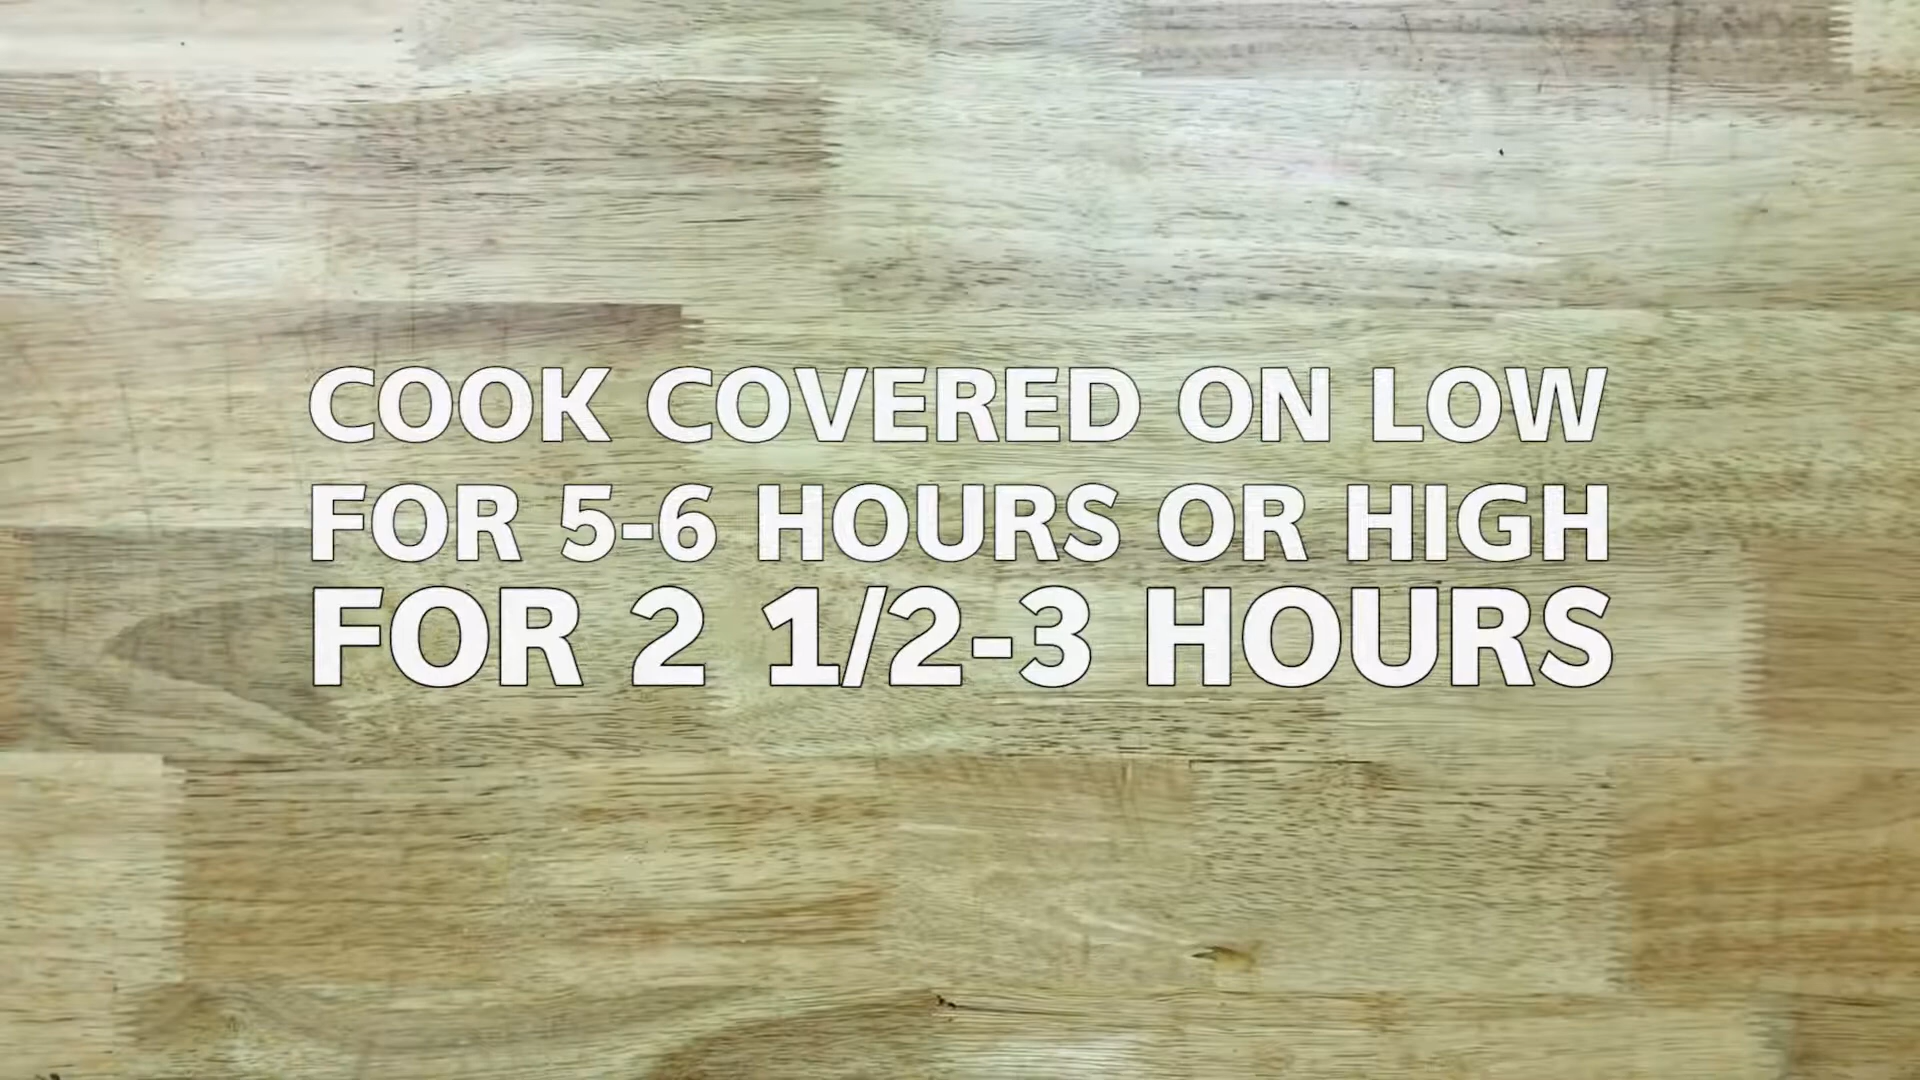 COOK COVERED ON LOW
FOR 5-6 HOURS OR HIGH
FOR 2 1/2-3 HOURS